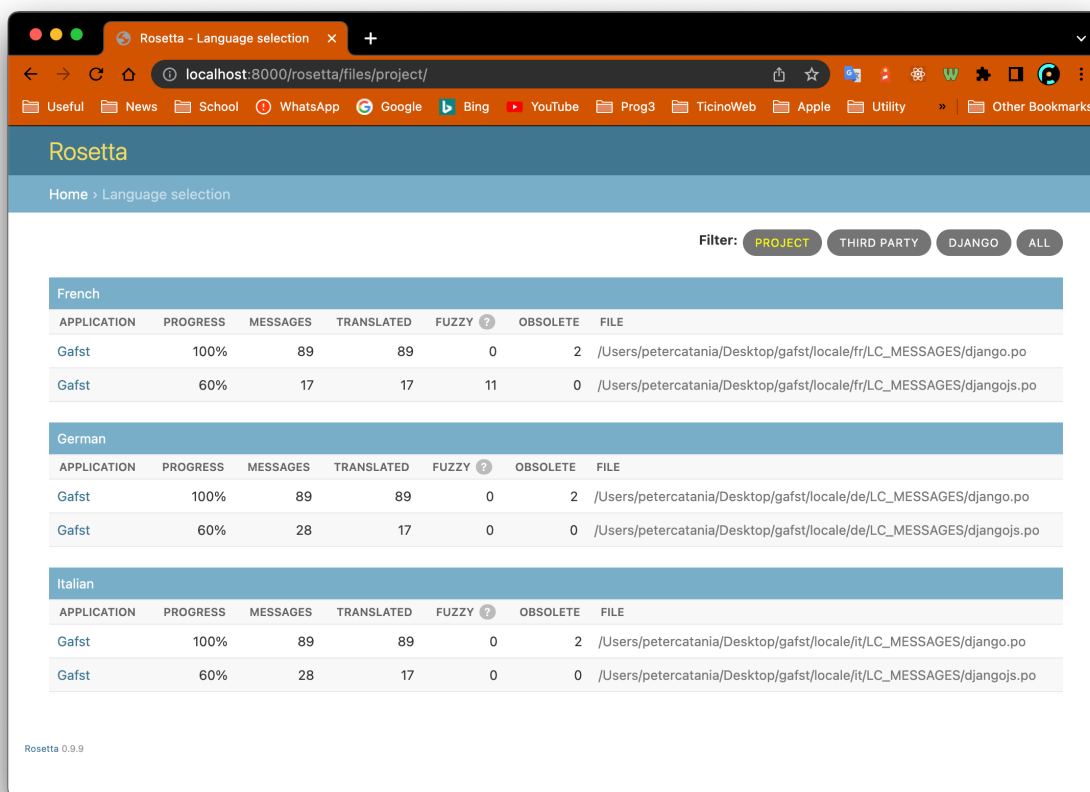 Rosetta - Language selection
localhost:8000/rosetta/files/project/
Useful News School WhatsApp Google Bing YouTube Prog3 TicinoWeb Apple Utility » Other Bookmarks
Rosetta
Home › Language selection
Filter: PROJECT THIRD PARTY DJANGO ALL
French
APPLICATION PROGRESS MESSAGES TRANSLATED FUZZY ? OBSOLETE FILE
Gafst 100% 89 89 0 2 /Users/petercatania/Desktop/gafst/locale/fr/LC_MESSAGES/django.po
Gafst 60% 17 17 11 0 /Users/petercatania/Desktop/gafst/locale/fr/LC_MESSAGES/djangojs.po
German
APPLICATION PROGRESS MESSAGES TRANSLATED FUZZY ? OBSOLETE FILE
Gafst 100% 89 89 0 2 /Users/petercatania/Desktop/gafst/locale/de/LC_MESSAGES/django.po
Gafst 60% 28 17 0 0 /Users/petercatania/Desktop/gafst/locale/de/LC_MESSAGES/djangojs.po
Italian
APPLICATION PROGRESS MESSAGES TRANSLATED FUZZY ? OBSOLETE FILE
Gafst 100% 89 89 0 2 /Users/petercatania/Desktop/gafst/locale/it/LC_MESSAGES/django.po
Gafst 60% 28 17 0 0 /Users/petercatania/Desktop/gafst/locale/it/LC_MESSAGES/djangojs.po
Rosetta 0.9.9